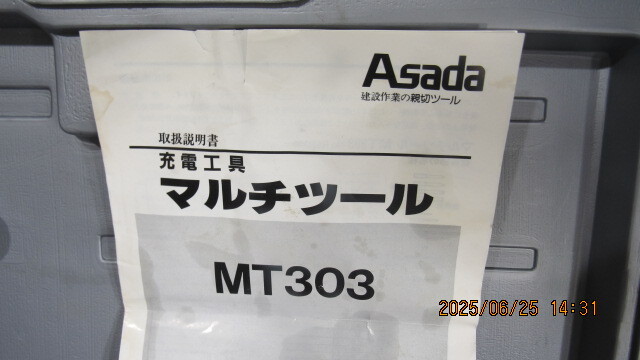 Asada
建設作業の親切ツール
取扱説明書
充電工具
マルチツール
MT303
2025/06/25 14:31